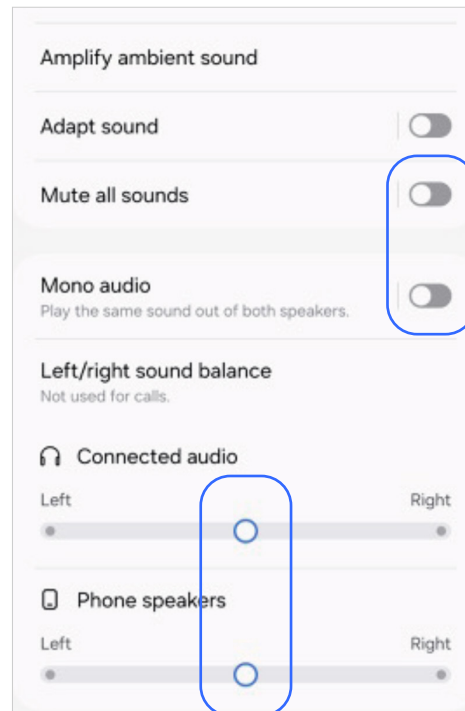 Amplify ambient sound
Adapt sound
Mute all sounds
Mono audio
Play the same sound out of both speakers.
Left/right sound balance
Not used for calls.
Connected audio
Left Right
Phone speakers
Left Right